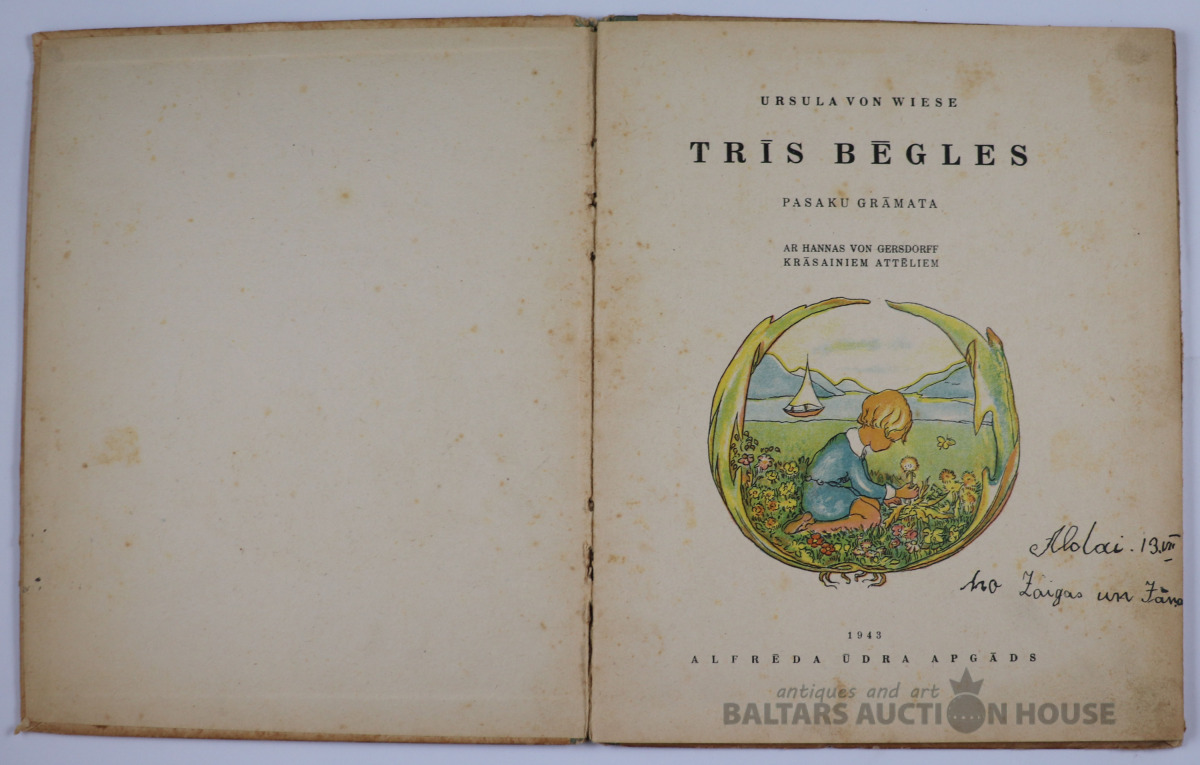 URSULA VON WIESE
TRĪS BĒGLES
PASAKU GRĀMATA
AR HANNAS VON GERSDORFF
KRĀSAINIEM ATTĒLIEM
Aldai. 13.VII
no Zaigas un
1943
ALFRĒDA ŪDRA APGĀDS
antiques and art
BALTARS AUCTION HOUSE